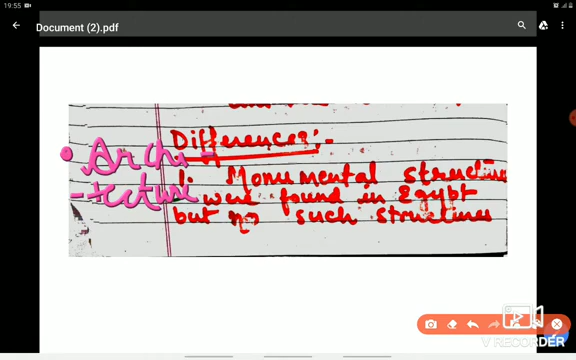 19:55
Document (2).pdf
Differences:-
• Archi
-tecture
1. Monumental structure
were found in Egypt
but no such structures
V RECORDER